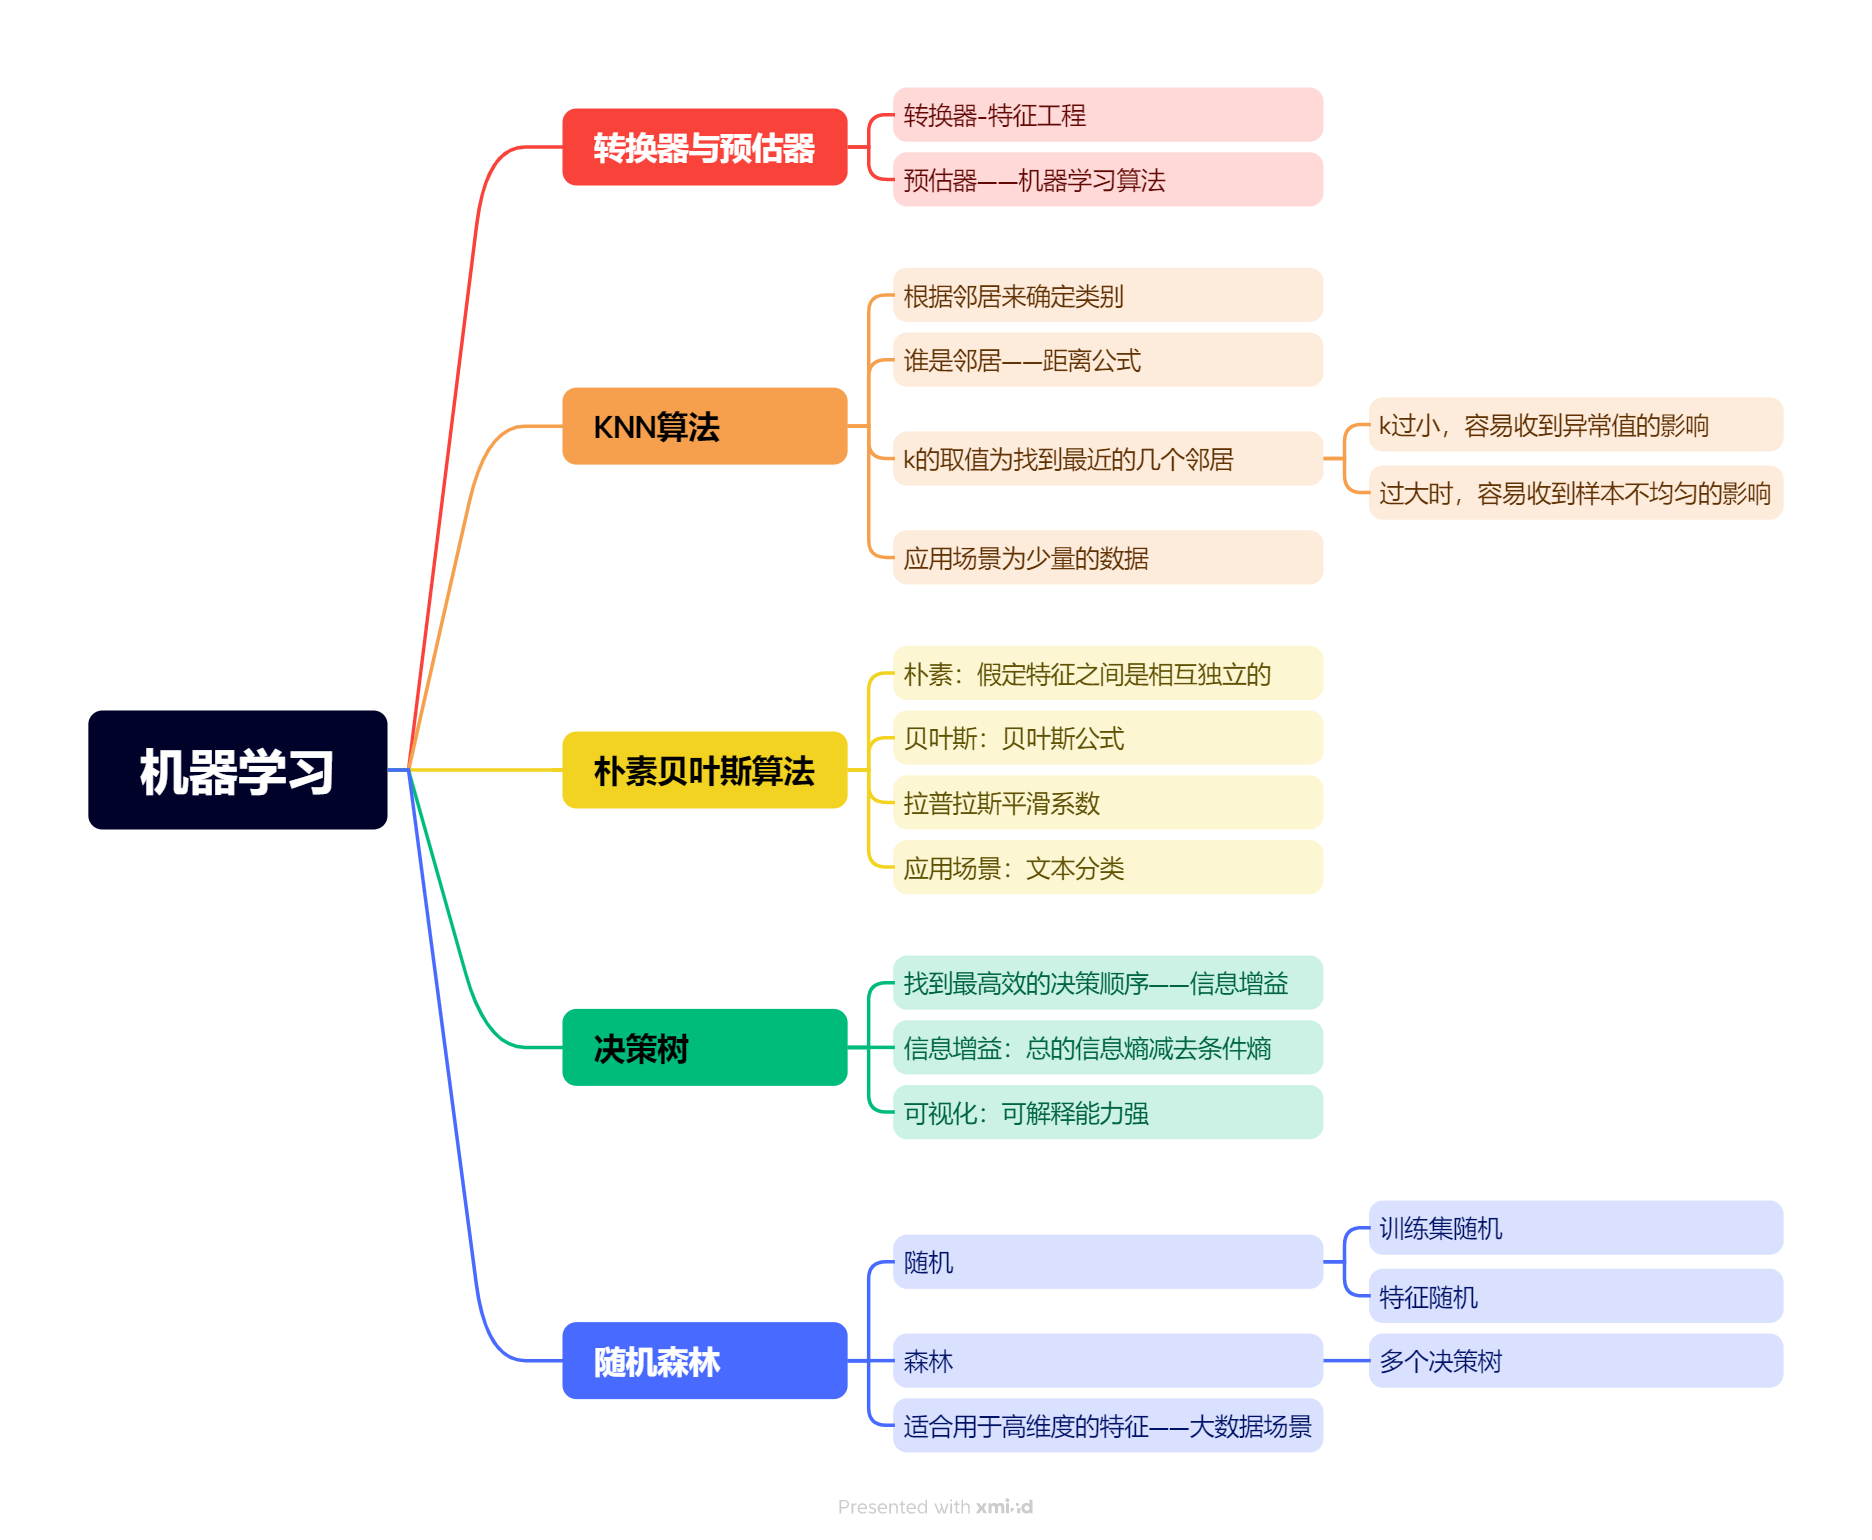 机器学习
转换器与预估器
转换器-特征工程
预估器——机器学习算法
KNN算法
根据邻居来确定类别
谁是邻居——距离公式
k的取值为找到最近的几个邻居
k过小，容易收到异常值的影响
过大时，容易收到样本不均匀的影响
应用场景为少量的数据
朴素贝叶斯算法
朴素：假定特征之间是相互独立的
贝叶斯：贝叶斯公式
拉普拉斯平滑系数
应用场景：文本分类
决策树
找到最高效的决策顺序——信息增益
信息增益：总的信息熵减去条件熵
可视化：可解释能力强
随机森林
随机
训练集随机
特征随机
森林
多个决策树
适合用于高维度的特征——大数据场景
Presented with xmind